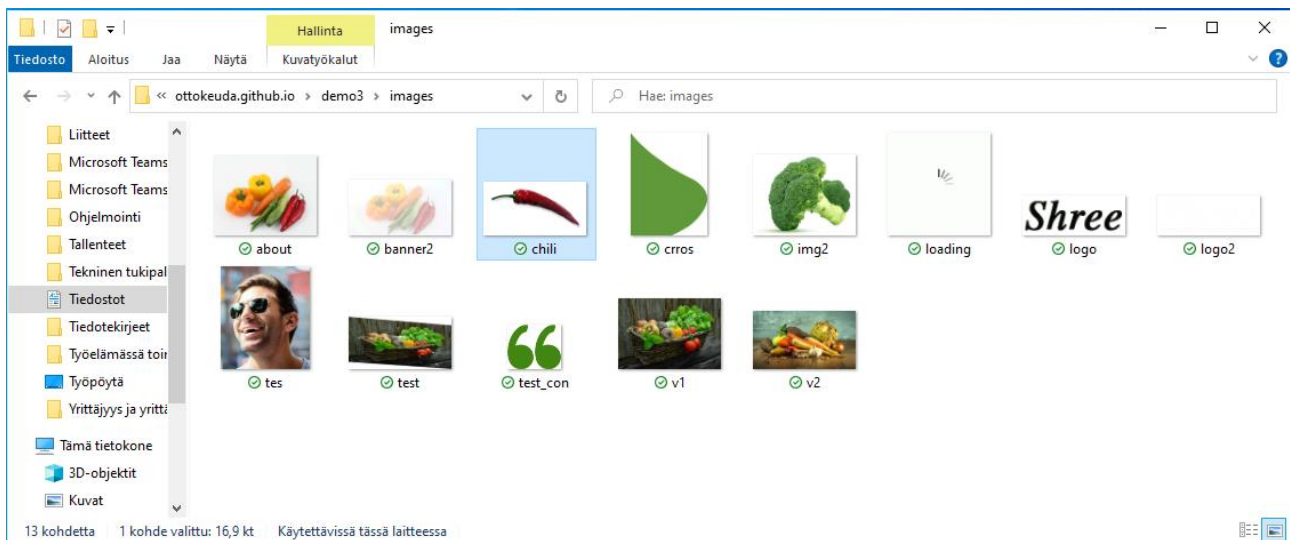 Hallinta images
Tiedosto Aloitus Jaa Näytä Kuvatyökalut
« ottokeuda.github.io > demo3 > images
Hae: images
Liitteet
Microsoft Teams
Microsoft Teams
Ohjelmointi
Tallenteet
Tekninen tukipal
Tiedostot
Tiedotekirjeet
Työelämässä toir
Työpöytä
Yrittäjyys ja yrittä
Tämä tietokone
3D-objektit
Kuvat
Shree
about banner2 chili crros img2 loading logo logo2
tes test test_con v1 v2
13 kohdetta 1 kohde valittu: 16,9 kt Käytettävissä tässä laitteessa